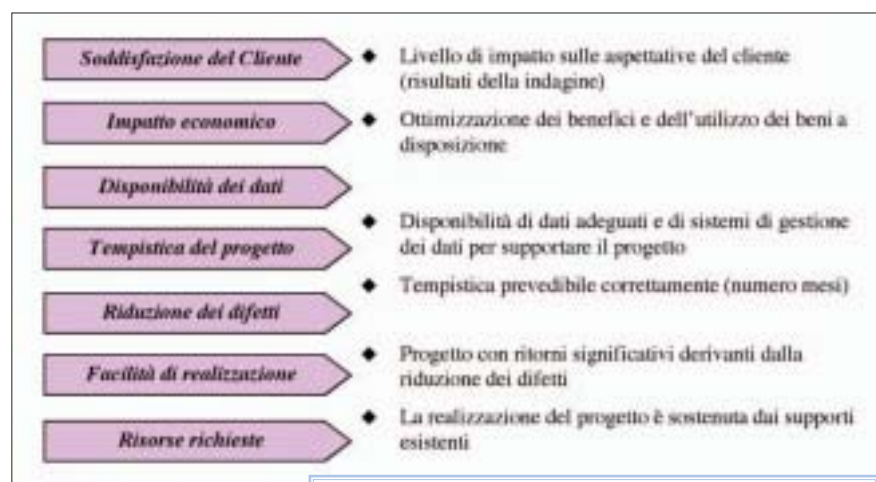 Soddisfazione del Cliente
◆ Livello di impatto sulle aspettative del cliente
(risultati della indagine)
Impatto economico
◆ Ottimizzazione dei benefici e dell'utilizzo dei beni a
disposizione
Disponibilità dei dati
◆ Disponibilità di dati adeguati e di sistemi di gestione
dei dati per supportare il progetto
Tempistica del progetto
◆ Tempistica prevedibile correttamente (numero mesi)
Riduzione dei difetti
◆ Progetto con ritorni significativi derivanti dalla
riduzione dei difetti
Facilità di realizzazione
◆ La realizzazione del progetto è sostenuta dai supporti
esistenti
Risorse richieste